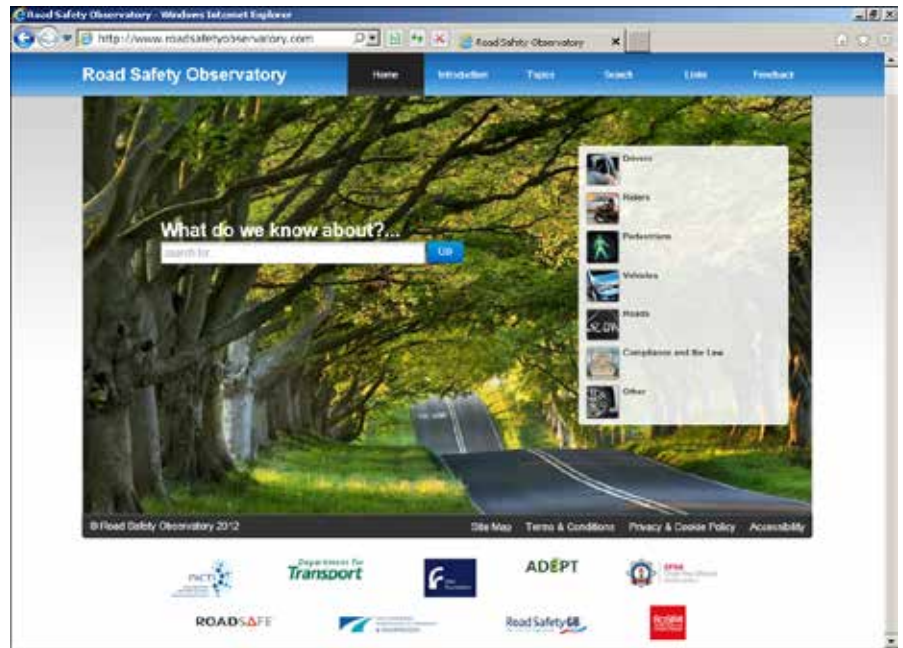 Road Safety Observatory - Windows Internet Explorer
http://www.roadsafetyobservatory.com
Road Safety Observatory
Road Safety Observatory
Home Introduction Topics Search Links Feedback
Drivers
Riders
Pedestrians
Vehicles
Roads
Compliance and the Law
Other
What do we know about?...
search for...
GO
SLOW
© Road Safety Observatory 2012
Site Map Terms & Conditions Privacy & Cookie Policy Accessibility
PACTS
Department for
Transport
ADEPT
ROADSAFE
Road Safety GB
RoSPA